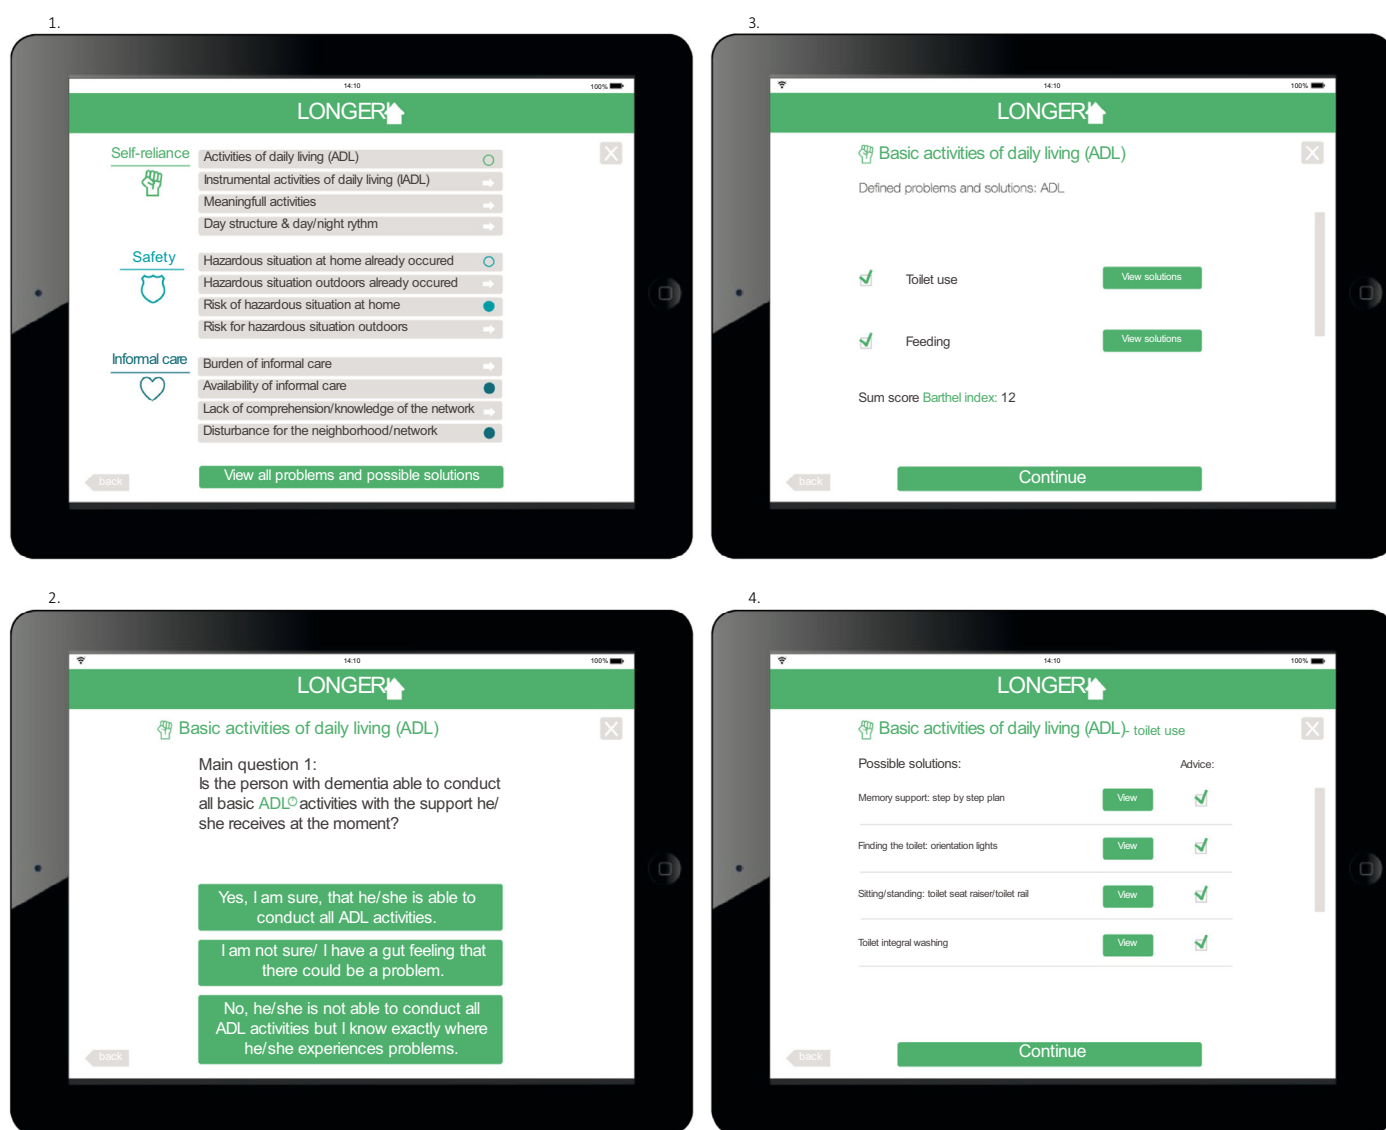 1.
14:10
100%
LONGER
Self-reliance
Activities of daily living (ADL)
Instrumental activities of daily living (IADL)
Meaningfull activities
Day structure & day/night rythm
Safety
Hazardous situation at home already occured
Hazardous situation outdoors already occured
Risk of hazardous situation at home
Risk for hazardous situation outdoors
Informal care
Burden of informal care
Availability of informal care
Lack of comprehension/knowledge of the network
Disturbance for the neighborhood/network
back
View all problems and possible solutions
3.
14:10
100%
LONGER
Basic activities of daily living (ADL)
Defined problems and solutions: ADL
Toilet use
View solutions
Feeding
View solutions
Sum score Barthel index: 12
back
Continue
2.
14:10
100%
LONGER
Basic activities of daily living (ADL)
Main question 1:
Is the person with dementia able to conduct
all basic ADL activities with the support he/
she receives at the moment?
Yes, I am sure, that he/she is able to
conduct all ADL activities.
I am not sure/ I have a gut feeling that
there could be a problem.
No, he/she is not able to conduct all
ADL activities but I know exactly where
he/she experiences problems.
back
4.
14:10
100%
LONGER
Basic activities of daily living (ADL)- toilet use
Possible solutions:
Advice:
Memory support: step by step plan
View
Finding the toilet: orientation lights
View
Sitting/standing: toilet seat raiser/toilet rail
View
Toilet integral washing
View
back
Continue